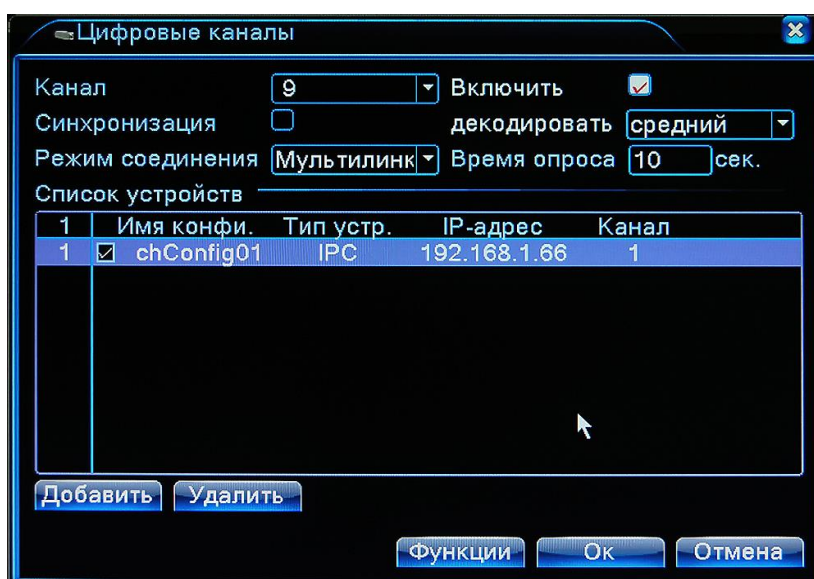 Цифровые каналы
Канал 9 Включить
Синхронизация декодировать средний
Режим соединения Мультилинк Время опроса 10 сек.
Список устройств
1 Имя конфи. Тип устр. IP-адрес Канал
1 chConfig01 IPC 192.168.1.66 1
Добавить Удалить
Функции Ок Отмена